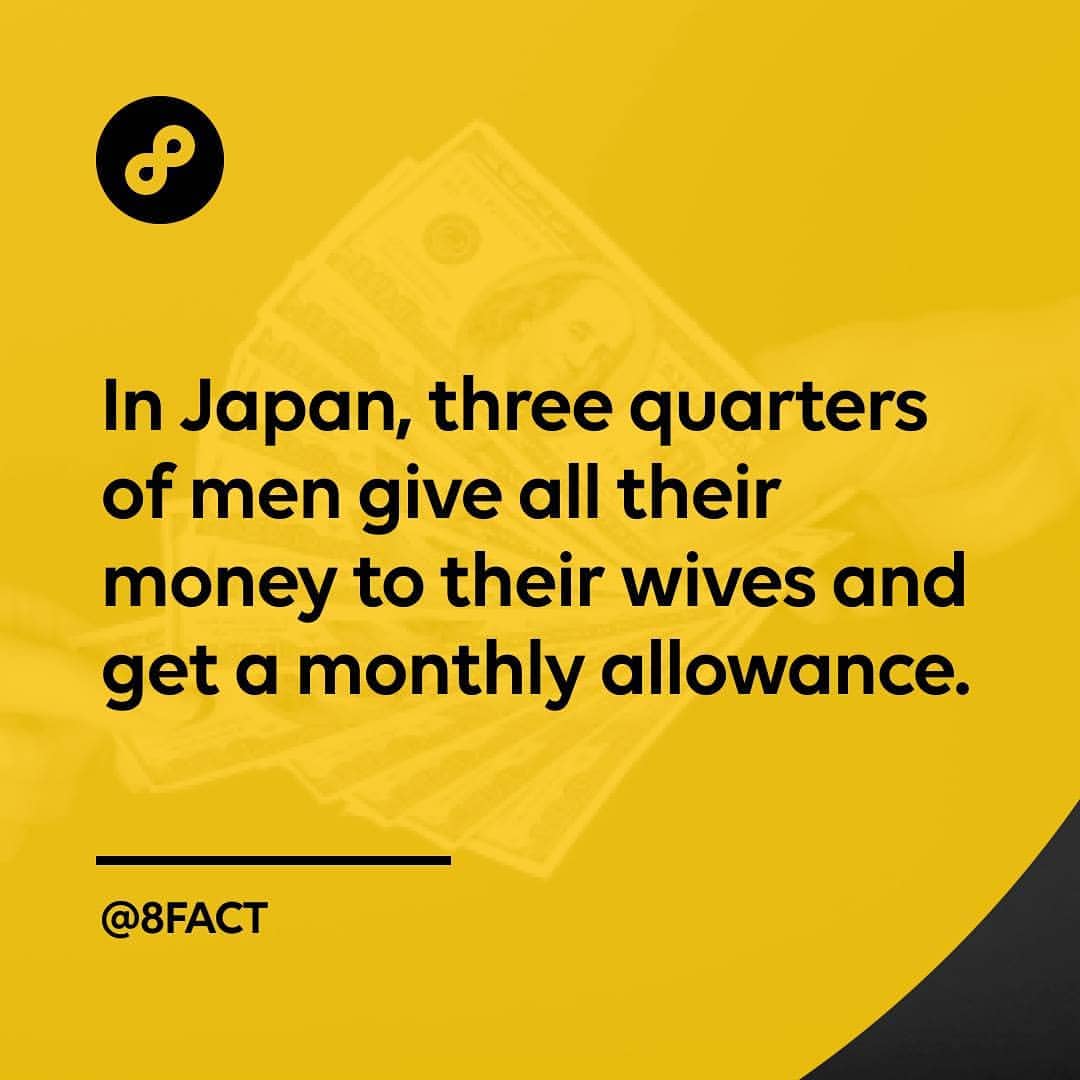 In Japan, three quarters
of men give all their
money to their wives and
get a monthly allowance.
@8FACT